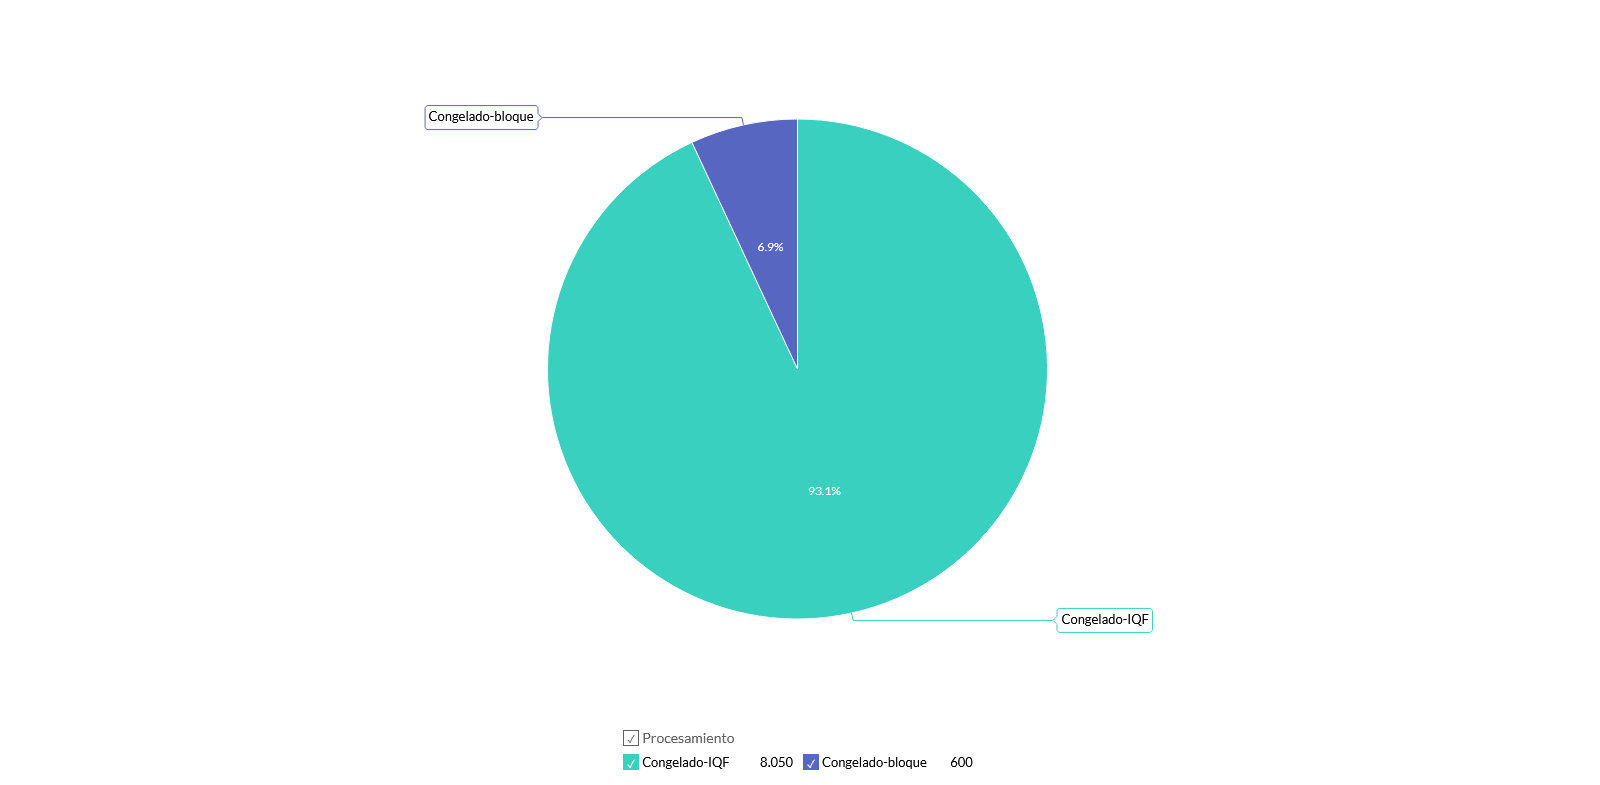 Congelado-bloque
6.9%
93.1%
Congelado-IQF
Procesamiento
Congelado-IQF 8.050 Congelado-bloque 600